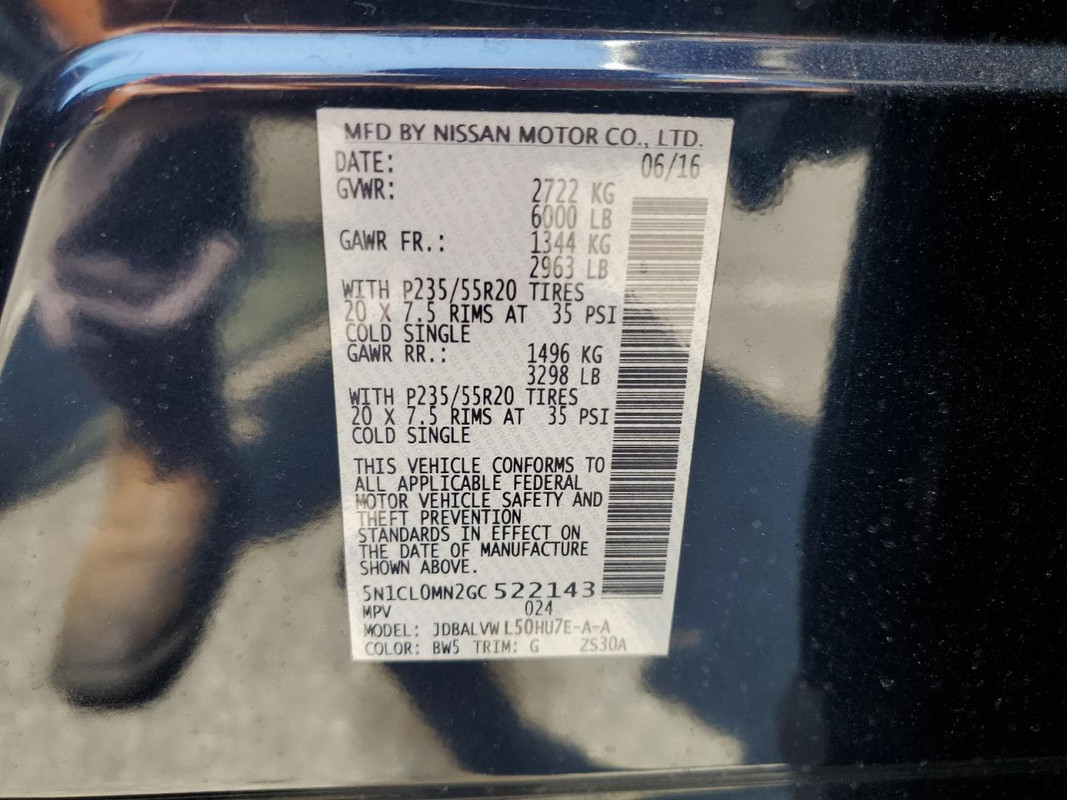 MFD BY NISSAN MOTOR CO., LTD.
DATE: 06/16
GVWR: 2722 KG
6000 LB
GAWR FR.: 1344 KG
2963 LB
WITH P235/55R20 TIRES
20 X 7.5 RIMS AT 35 PSI
COLD SINGLE
GAWR RR.: 1496 KG
3298 LB
WITH P235/55R20 TIRES
20 X 7.5 RIMS AT 35 PSI
COLD SINGLE
THIS VEHICLE CONFORMS TO
ALL APPLICABLE FEDERAL
MOTOR VEHICLE SAFETY AND
THEFT PREVENTION
STANDARDS IN EFFECT ON
THE DATE OF MANUFACTURE
SHOWN ABOVE.
5N1CL0MN2GC522143
MPV 024
MODEL: JDBALVW L50HU7E-A-A
COLOR: BW5 TRIM: G ZS30A